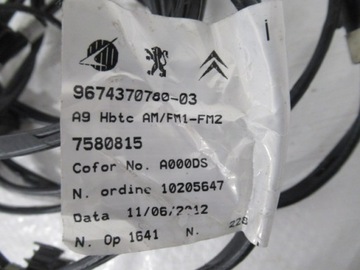 9674370780-03
A9 Hbtc AM/FM1-FM2
7580815
Cofor No. A000DS
N. ordine 10205647
Data 11/06/2012
N. Op 1641 N. 228